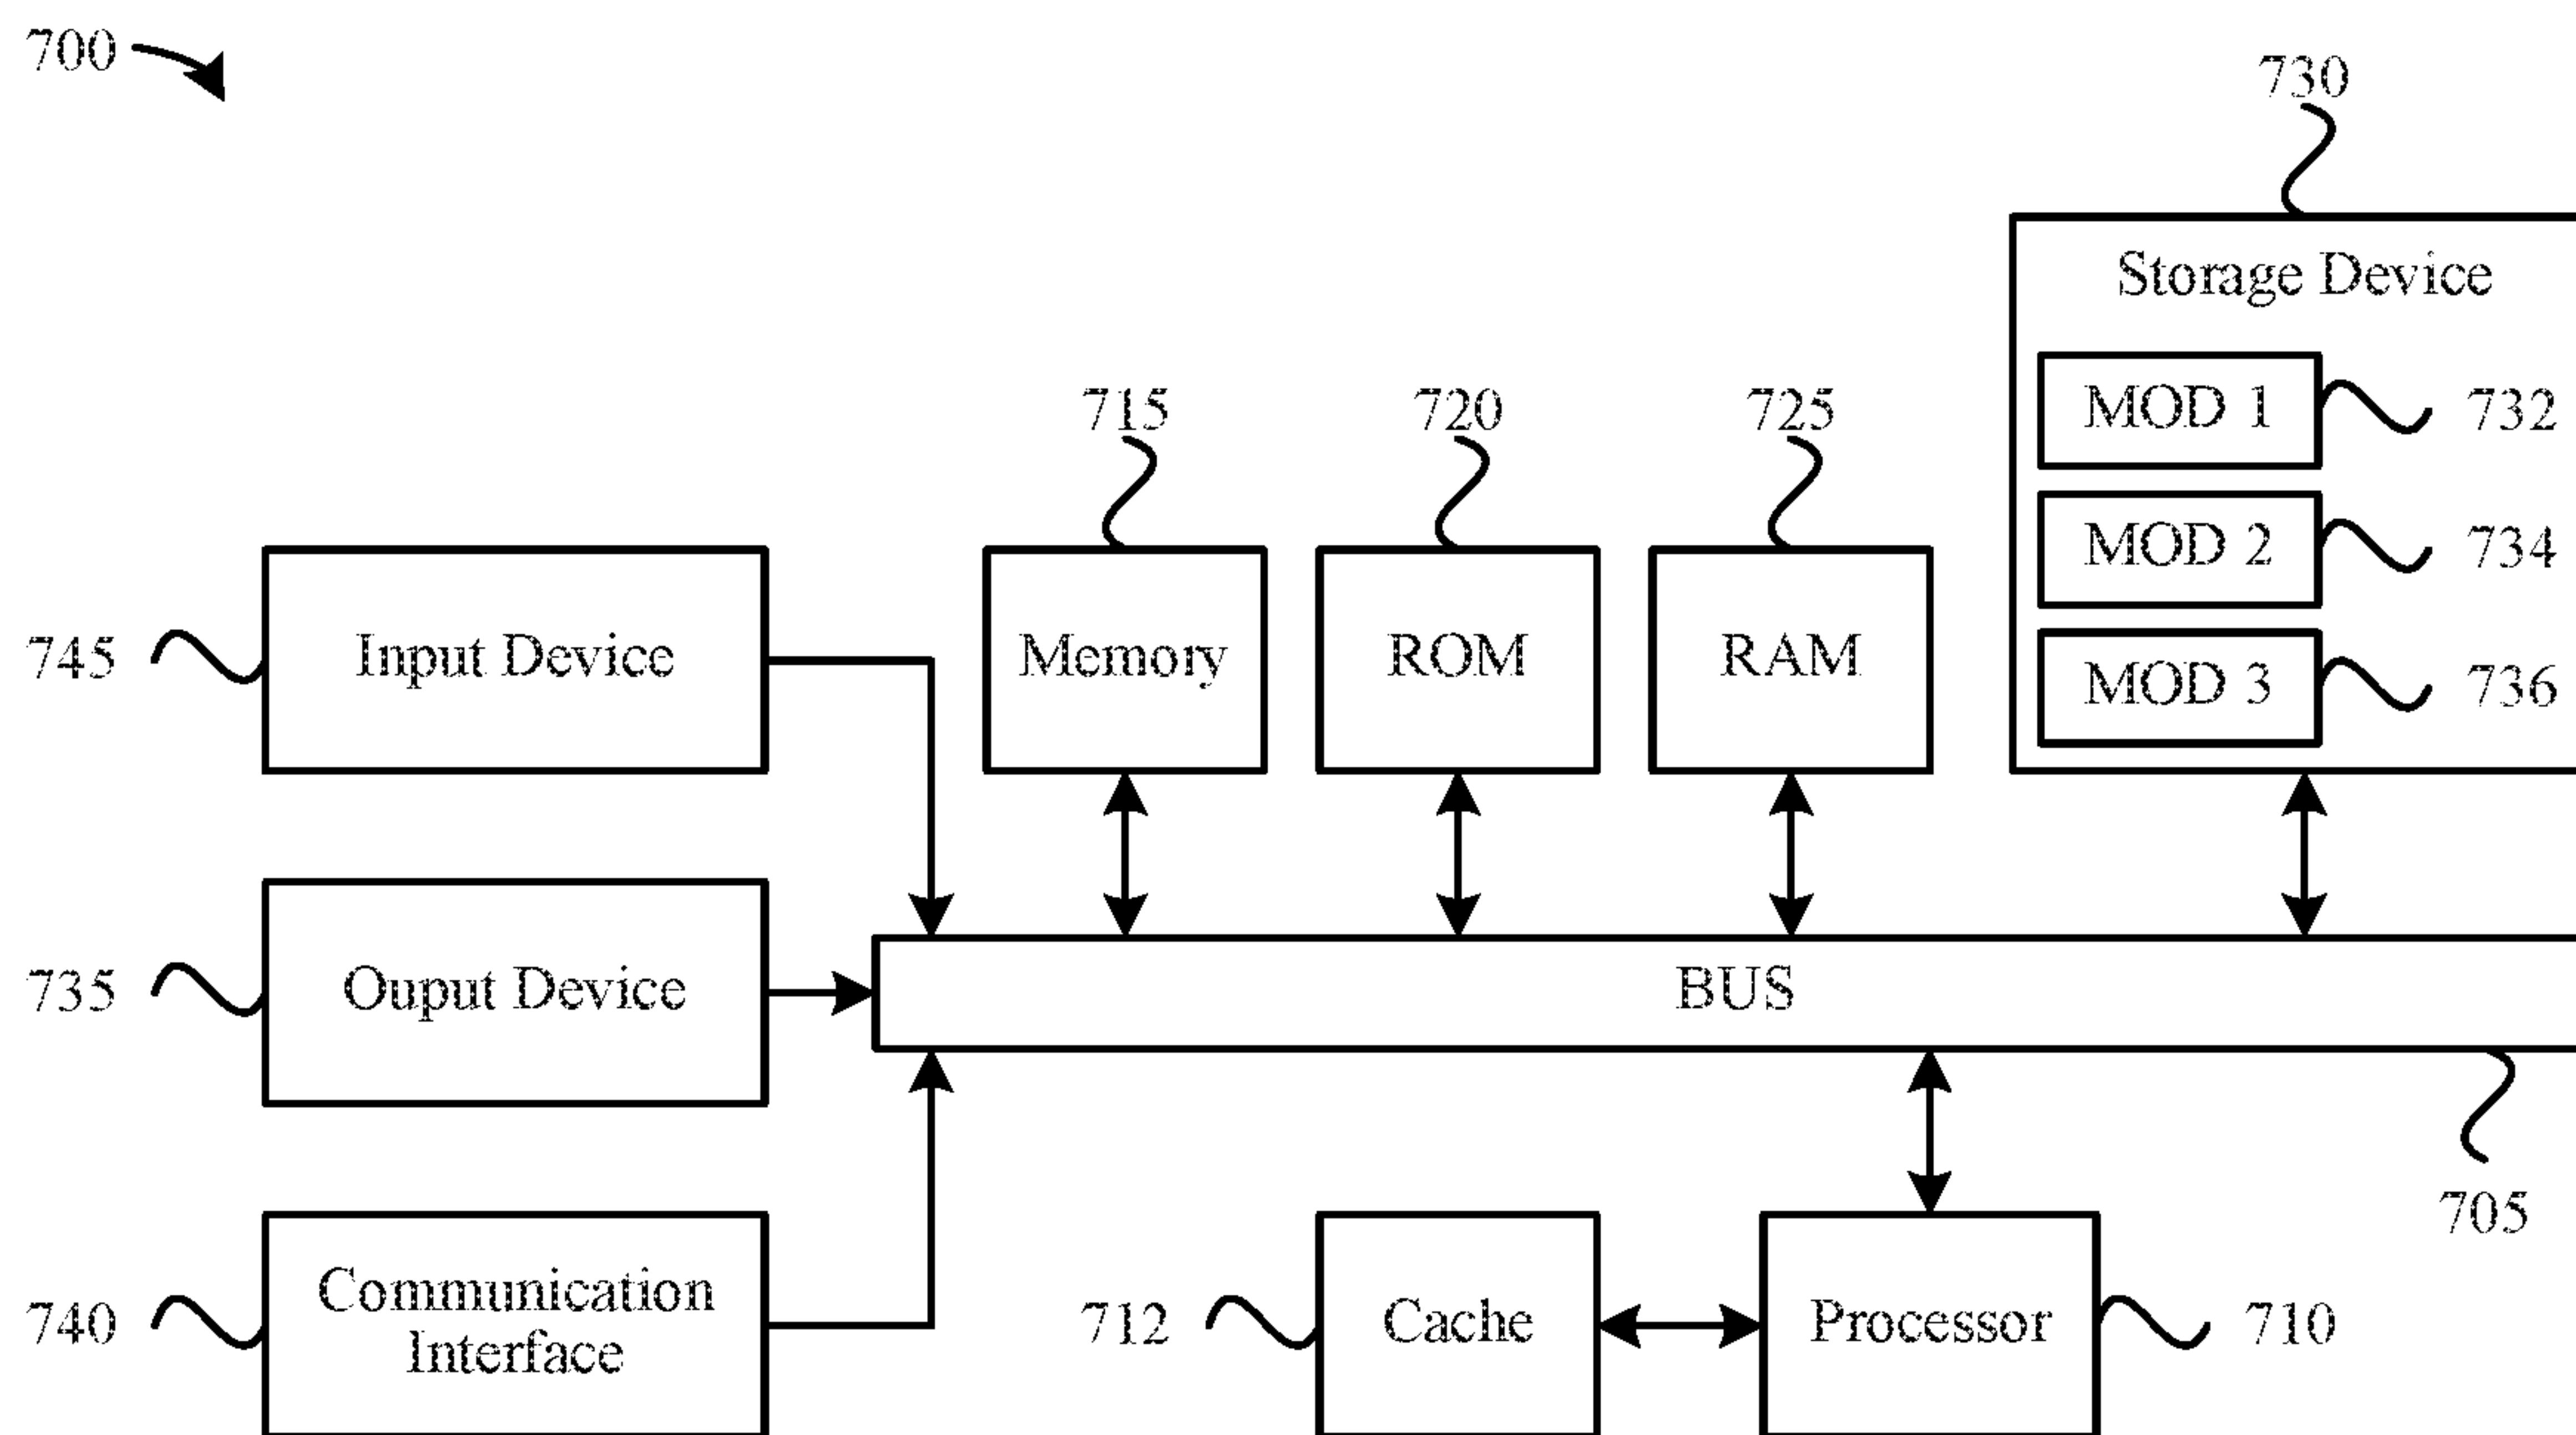 700
730
Storage Device
MOD 1
732
715
720
725
MOD 2
734
745
Input Device
Memory
ROM
RAM
MOD 3
736
735
Ouput Device
BUS
705
740
Communication
Interface
712
Cache
Processor
710